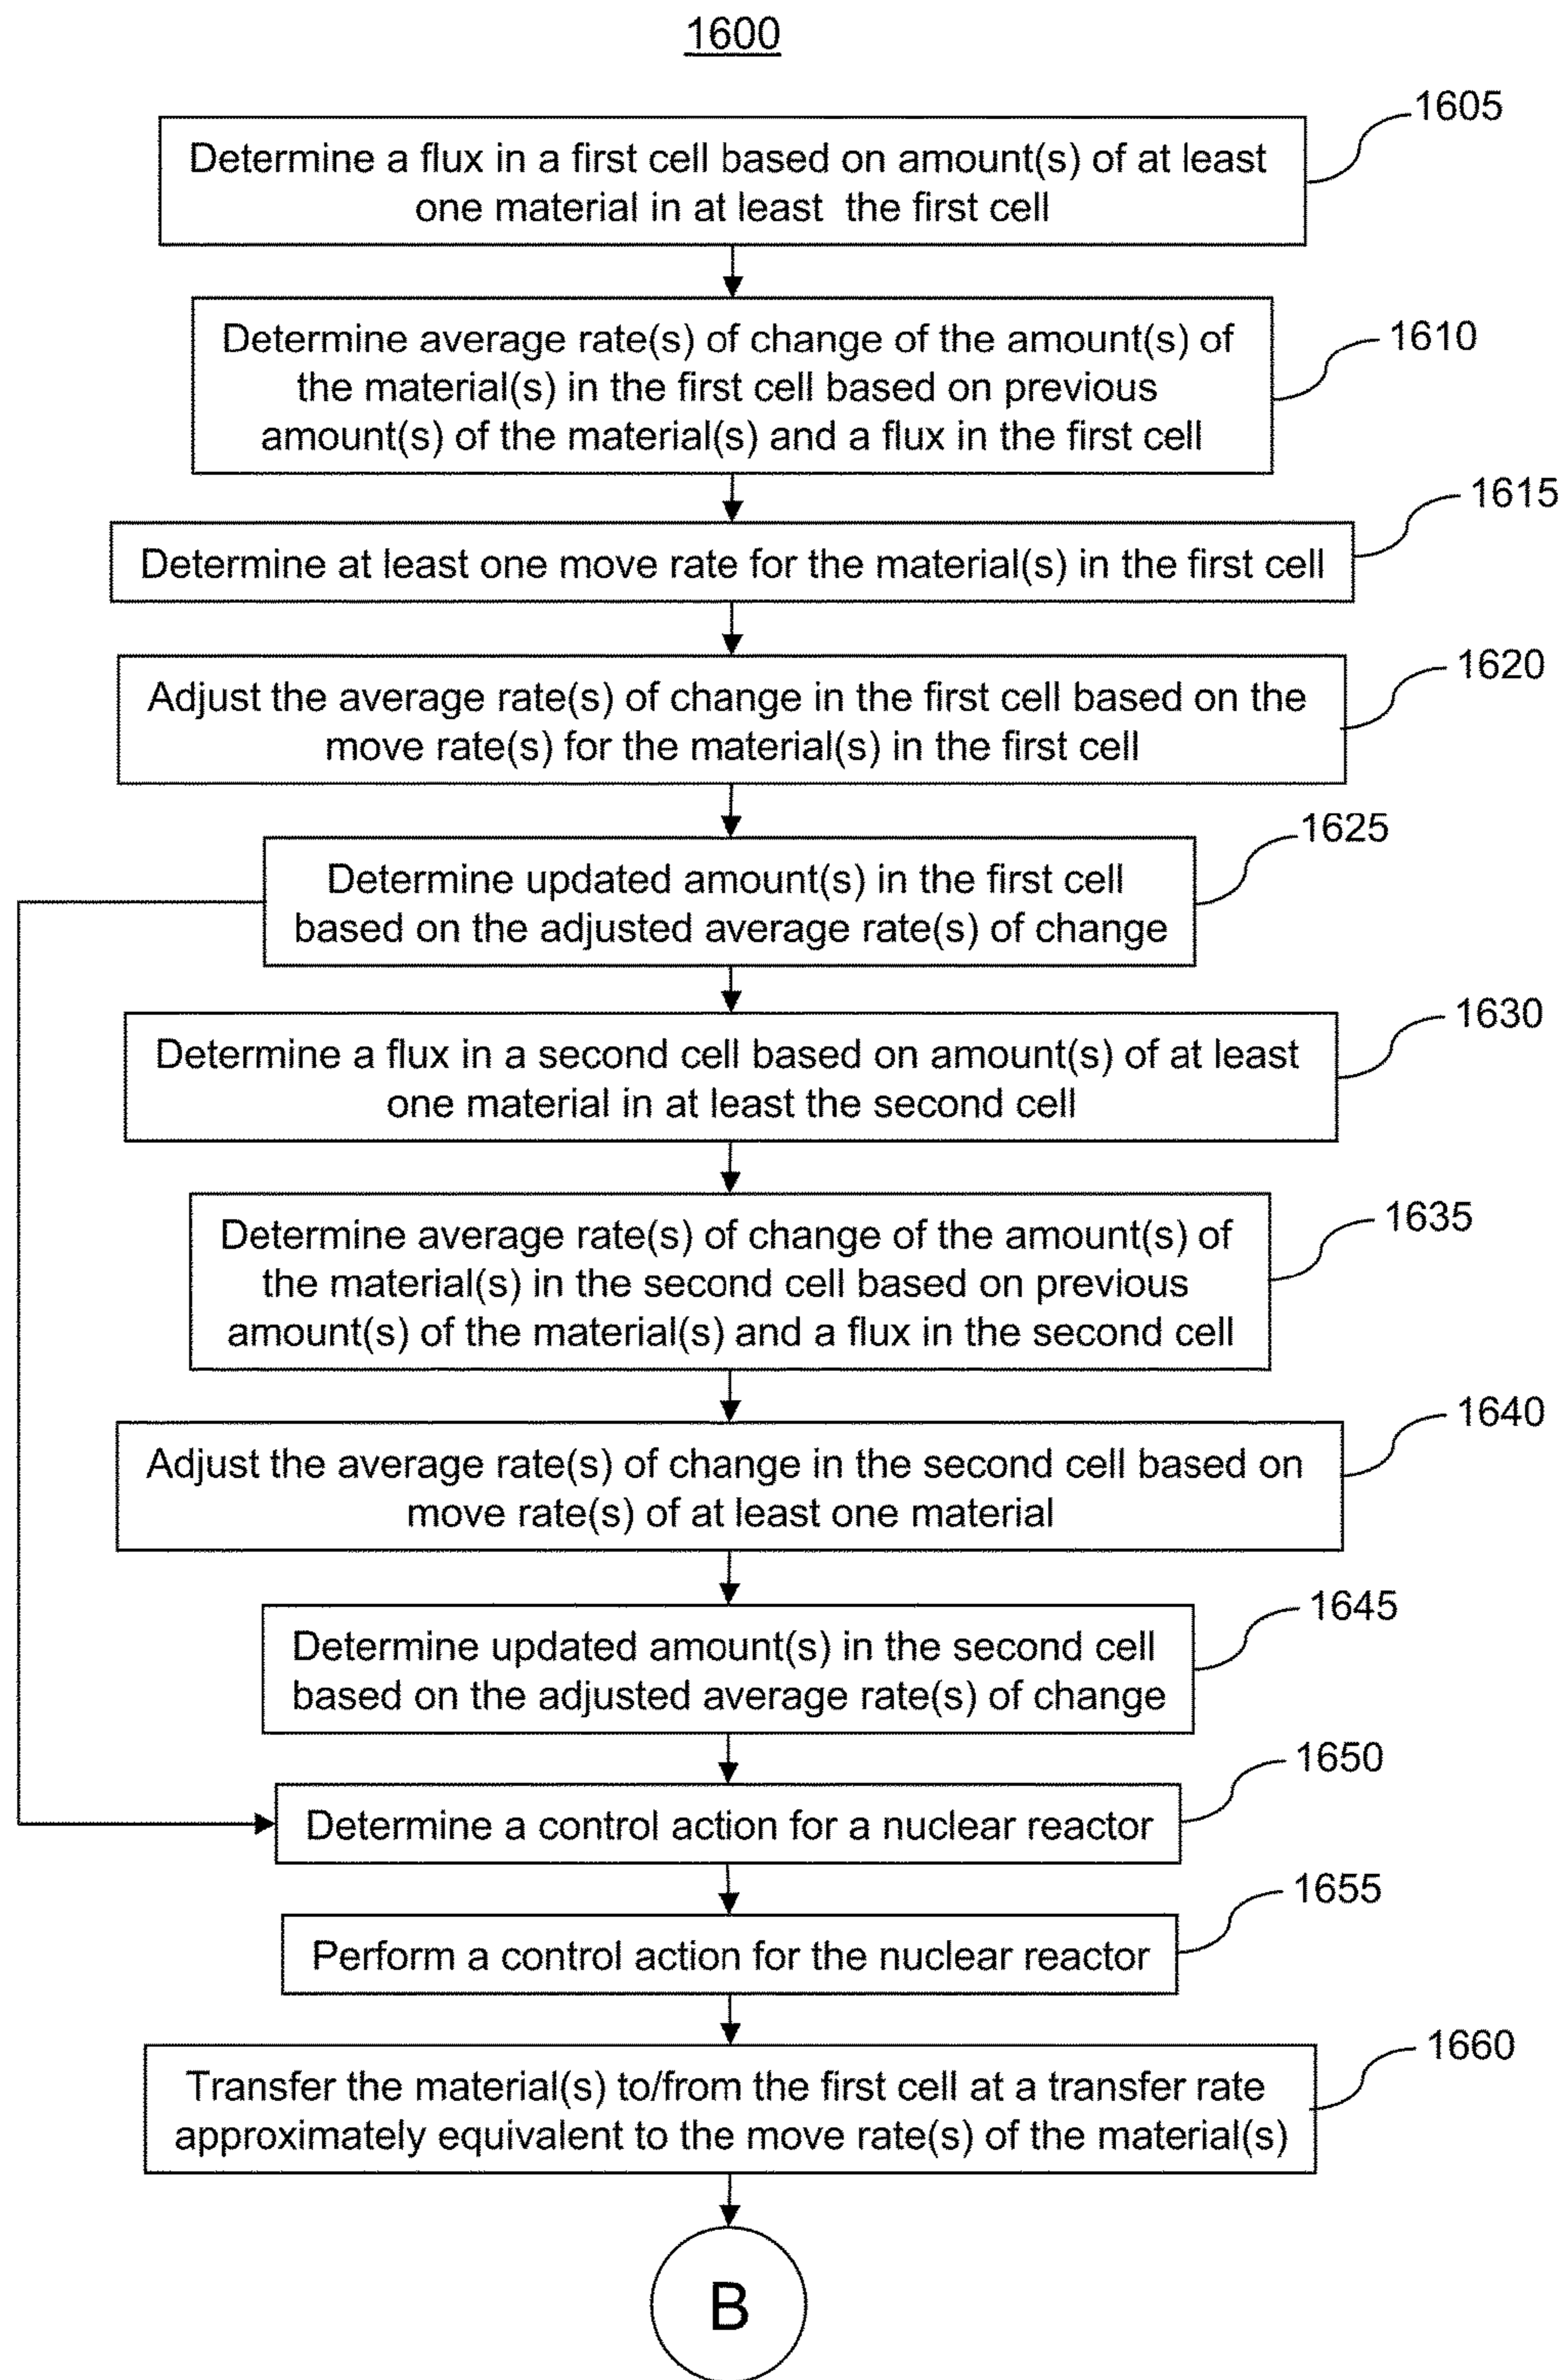 1600
1605
Determine a flux in a first cell based on amount(s) of at least
one material in at least the first cell
1610
Determine average rate(s) of change of the amount(s) of
the material(s) in the first cell based on previous
amount(s) of the material(s) and a flux in the first cell
1615
Determine at least one move rate for the material(s) in the first cell
1620
Adjust the average rate(s) of change in the first cell based on the
move rate(s) for the material(s) in the first cell
1625
Determine updated amount(s) in the first cell
based on the adjusted average rate(s) of change
1630
Determine a flux in a second cell based on amount(s) of at least
one material in at least the second cell
1635
Determine average rate(s) of change of the amount(s) of
the material(s) in the second cell based on previous
amount(s) of the material(s) and a flux in the second cell
1640
Adjust the average rate(s) of change in the second cell based on
move rate(s) of at least one material
1645
Determine updated amount(s) in the second cell
based on the adjusted average rate(s) of change
1650
Determine a control action for a nuclear reactor
1655
Perform a control action for the nuclear reactor
1660
Transfer the material(s) to/from the first cell at a transfer rate
approximately equivalent to the move rate(s) of the material(s)
B